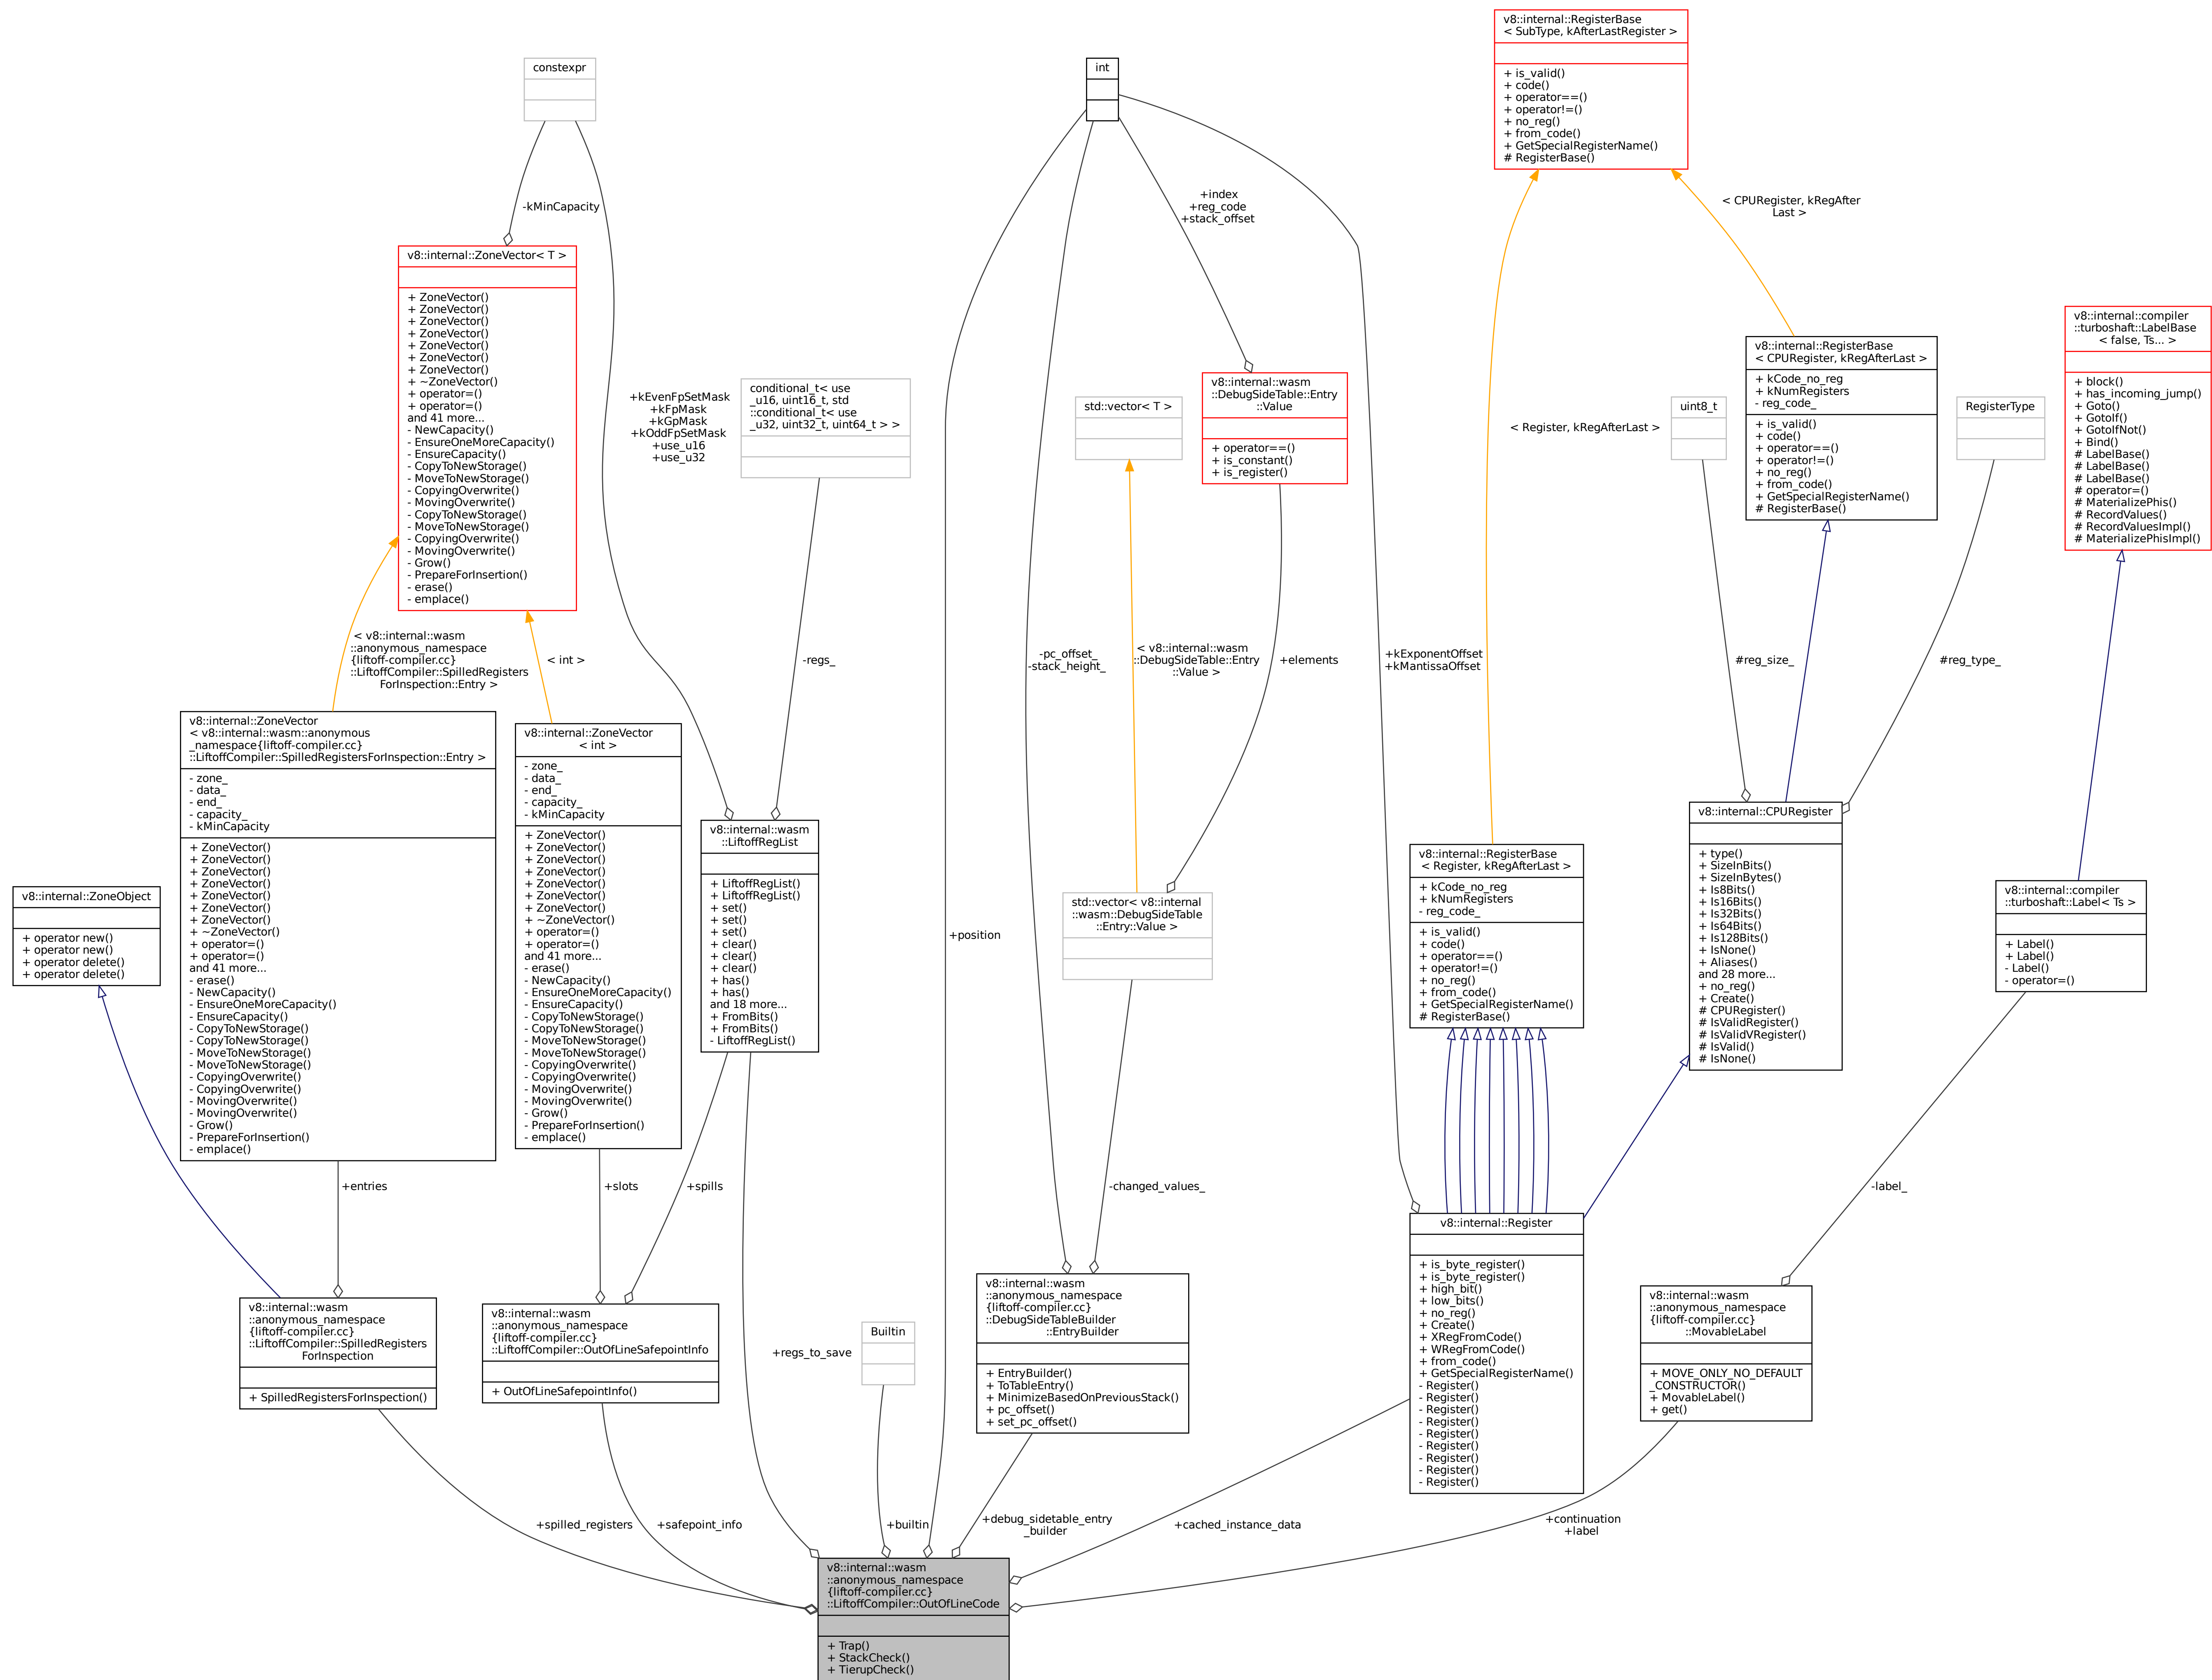 v8::internal::RegisterBase
< SubType, kAfterLastRegister >
+ is_valid()
+ code()
+ operator==()
+ operator!=()
+ no_reg()
+ from_code()
+ GetSpecialRegisterName()
# RegisterBase()
constexpr
int
-kMinCapacity
+index
+reg_code
+stack_offset
< CPURegister, kRegAfter
Last >
v8::internal::ZoneVector< T >
+ ZoneVector()
+ ZoneVector()
+ ZoneVector()
+ ZoneVector()
+ ZoneVector()
+ ZoneVector()
+ ZoneVector()
+ ~ZoneVector()
+ operator=()
+ operator=()
and 41 more...
- NewCapacity()
- EnsureOneMoreCapacity()
- EnsureCapacity()
- CopyToNewStorage()
- MoveToNewStorage()
- CopyingOverwrite()
- MovingOverwrite()
- CopyToNewStorage()
- MoveToNewStorage()
- CopyingOverwrite()
- MovingOverwrite()
- Grow()
- PrepareForInsertion()
- erase()
- emplace()
+kEvenFpSetMask
+kFpMask
+kGpMask
+kOddFpSetMask
+use_u16
+use_u32
conditional_t< use
_u16, uint16_t, std
::conditional_t< use
_u32, uint32_t, uint64_t > >
std::vector< T >
v8::internal::wasm
::DebugSideTable::Entry
::Value
+ operator==()
+ is_constant()
+ is_register()
< Register, kRegAfterLast >
uint8_t
v8::internal::RegisterBase
< CPURegister, kRegAfterLast >
+ kCode_no_reg
+ kNumRegisters
- reg_code_
+ is_valid()
+ code()
+ operator==()
+ operator!=()
+ no_reg()
+ from_code()
+ GetSpecialRegisterName()
# RegisterBase()
RegisterType
v8::internal::compiler
::turboshaft::LabelBase
< false, Ts... >
+ block()
+ has_incoming_jump()
+ Goto()
+ GotoIf()
+ GotoIfNot()
+ Bind()
# LabelBase()
# LabelBase()
# LabelBase()
# operator=()
# MaterializePhis()
# RecordValues()
# RecordValuesImpl()
# MaterializePhisImpl()
< v8::internal::wasm
::anonymous_namespace
{liftoff-compiler.cc}
::LiftoffCompiler::SpilledRegisters
ForInspection::Entry >
< int >
-regs_
-pc_offset_
-stack_height_
< v8::internal::wasm
::DebugSideTable::Entry
::Value >
+elements
+kExponentOffset
+kMantissaOffset
#reg_size_
#reg_type_
v8::internal::ZoneObject
+ operator new()
+ operator new()
+ operator delete()
+ operator delete()
v8::internal::ZoneVector
< v8::internal::wasm::anonymous
_namespace{liftoff-compiler.cc}
::LiftoffCompiler::SpilledRegistersForInspection::Entry >
- zone_
- data_
- end_
- capacity_
- kMinCapacity
+ ZoneVector()
+ ZoneVector()
+ ZoneVector()
+ ZoneVector()
+ ZoneVector()
+ ZoneVector()
+ ZoneVector()
+ ~ZoneVector()
+ operator=()
+ operator=()
and 41 more...
- erase()
- NewCapacity()
- EnsureOneMoreCapacity()
- EnsureCapacity()
- CopyToNewStorage()
- CopyToNewStorage()
- MoveToNewStorage()
- MoveToNewStorage()
- CopyingOverwrite()
- CopyingOverwrite()
- MovingOverwrite()
- MovingOverwrite()
- Grow()
- PrepareForInsertion()
- emplace()
v8::internal::ZoneVector
< int >
- zone_
- data_
- end_
- capacity_
- kMinCapacity
+ ZoneVector()
+ ZoneVector()
+ ZoneVector()
+ ZoneVector()
+ ZoneVector()
+ ZoneVector()
+ ZoneVector()
+ ~ZoneVector()
+ operator=()
+ operator=()
and 41 more...
- erase()
- NewCapacity()
- EnsureOneMoreCapacity()
- EnsureCapacity()
- CopyToNewStorage()
- CopyToNewStorage()
- MoveToNewStorage()
- MoveToNewStorage()
- CopyingOverwrite()
- CopyingOverwrite()
- MovingOverwrite()
- MovingOverwrite()
- Grow()
- PrepareForInsertion()
- emplace()
v8::internal::wasm
::LiftoffRegList
+ LiftoffRegList()
+ LiftoffRegList()
+ set()
+ set()
+ set()
+ clear()
+ clear()
+ clear()
+ has()
+ has()
and 18 more...
+ FromBits()
+ FromBits()
- LiftoffRegList()
+position
std::vector< v8::internal
::wasm::DebugSideTable
::Entry::Value >
v8::internal::RegisterBase
< Register, kRegAfterLast >
+ kCode_no_reg
+ kNumRegisters
- reg_code_
+ is_valid()
+ code()
+ operator==()
+ operator!=()
+ no_reg()
+ from_code()
+ GetSpecialRegisterName()
# RegisterBase()
v8::internal::CPURegister
+ type()
+ SizeInBits()
+ SizeInBytes()
+ Is8Bits()
+ Is16Bits()
+ Is32Bits()
+ Is64Bits()
+ Is128Bits()
+ IsNone()
+ Aliases()
and 28 more...
+ no_reg()
+ Create()
# CPURegister()
# IsValidRegister()
# IsValidVRegister()
# IsValid()
# IsNone()
v8::internal::compiler
::turboshaft::Label< Ts >
+ Label()
+ Label()
- Label()
- operator=()
+entries
+slots
+spills
-changed_values_
-label_
v8::internal::wasm
::anonymous_namespace
{liftoff-compiler.cc}
::LiftoffCompiler::SpilledRegisters
ForInspection
+ SpilledRegistersForInspection()
v8::internal::wasm
::anonymous_namespace
{liftoff-compiler.cc}
::LiftoffCompiler::OutOfLineSafepointInfo
+ OutOfLineSafepointInfo()
+regs_to_save
Builtin
v8::internal::wasm
::anonymous_namespace
{liftoff-compiler.cc}
::DebugSideTableBuilder
::EntryBuilder
+ EntryBuilder()
+ ToTableEntry()
+ MinimizeBasedOnPreviousStack()
+ pc_offset()
+ set_pc_offset()
v8::internal::Register
+ is_byte_register()
+ is_byte_register()
+ high_bit()
+ low_bits()
+ no_reg()
+ Create()
+ XRegFromCode()
+ WRegFromCode()
+ from_code()
+ GetSpecialRegisterName()
- Register()
- Register()
- Register()
- Register()
- Register()
- Register()
- Register()
- Register()
- Register()
v8::internal::wasm
::anonymous_namespace
{liftoff-compiler.cc}
::MovableLabel
+ MOVE_ONLY_NO_DEFAULT
_CONSTRUCTOR()
+ MovableLabel()
+ get()
+spilled_registers
+safepoint_info
+builtin
+debug_sidetable_entry
_builder
+cached_instance_data
+continuation
+label
v8::internal::wasm
::anonymous_namespace
{liftoff-compiler.cc}
::LiftoffCompiler::OutOfLineCode
+ Trap()
+ StackCheck()
+ TierupCheck()